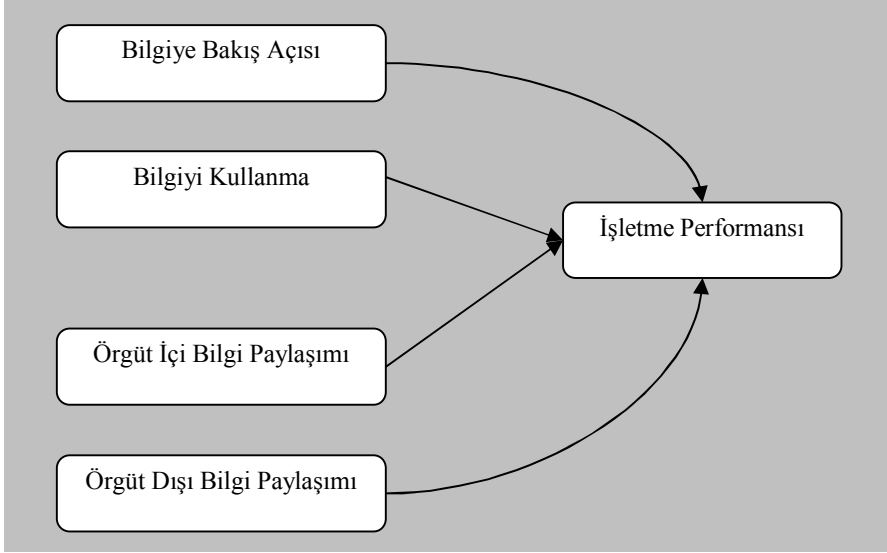 Bilgiye Bakış Açısı
Bilgiyi Kullanma
İşletme Performansı
Örgüt İçi Bilgi Paylaşımı
Örgüt Dışı Bilgi Paylaşımı